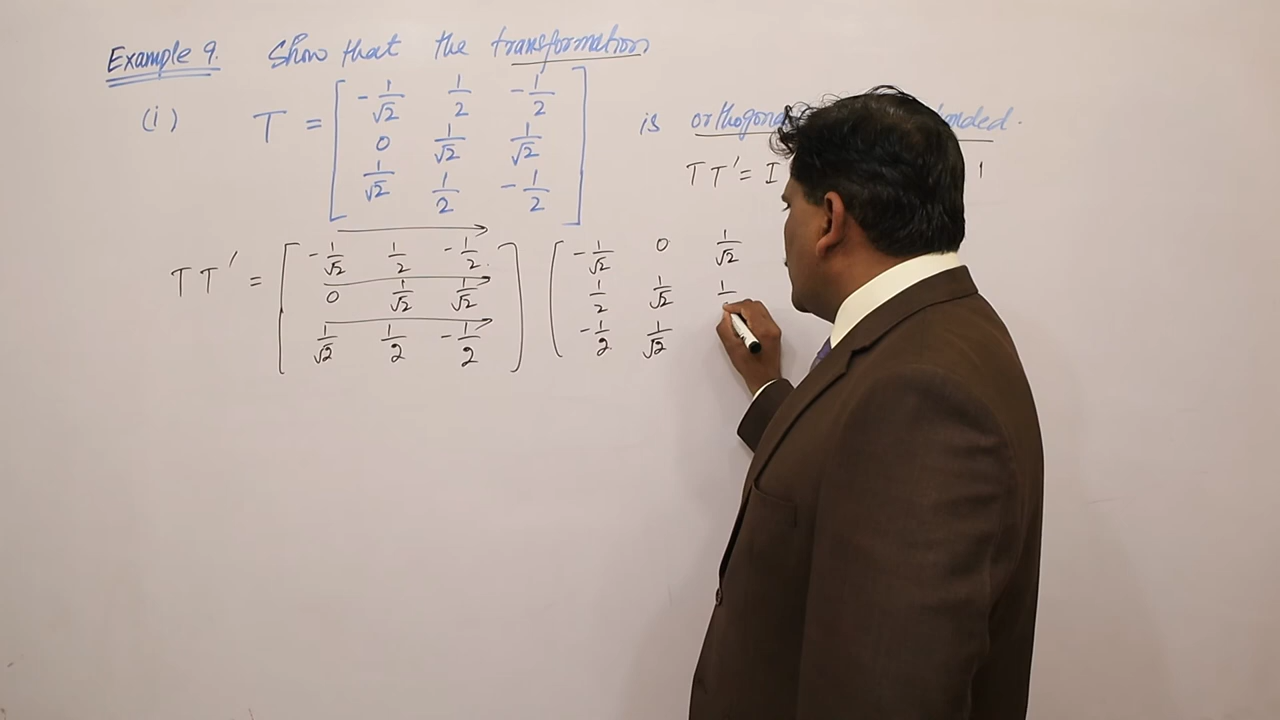 Example 9. Show that the transformation
(i) T = [ -1/√2 1/2 -1/2
0 1/√2 1/√2
1/√2 1/2 -1/2 ] is
T T' = I 1
T T' = [ -1/√2 1/2 -1/2 ] [ -1/√2 0 1/√2
0 1/√2 1/√2 1/2 1/√2 1
1/√2 1/2 -1/2 -1/2 1/√2